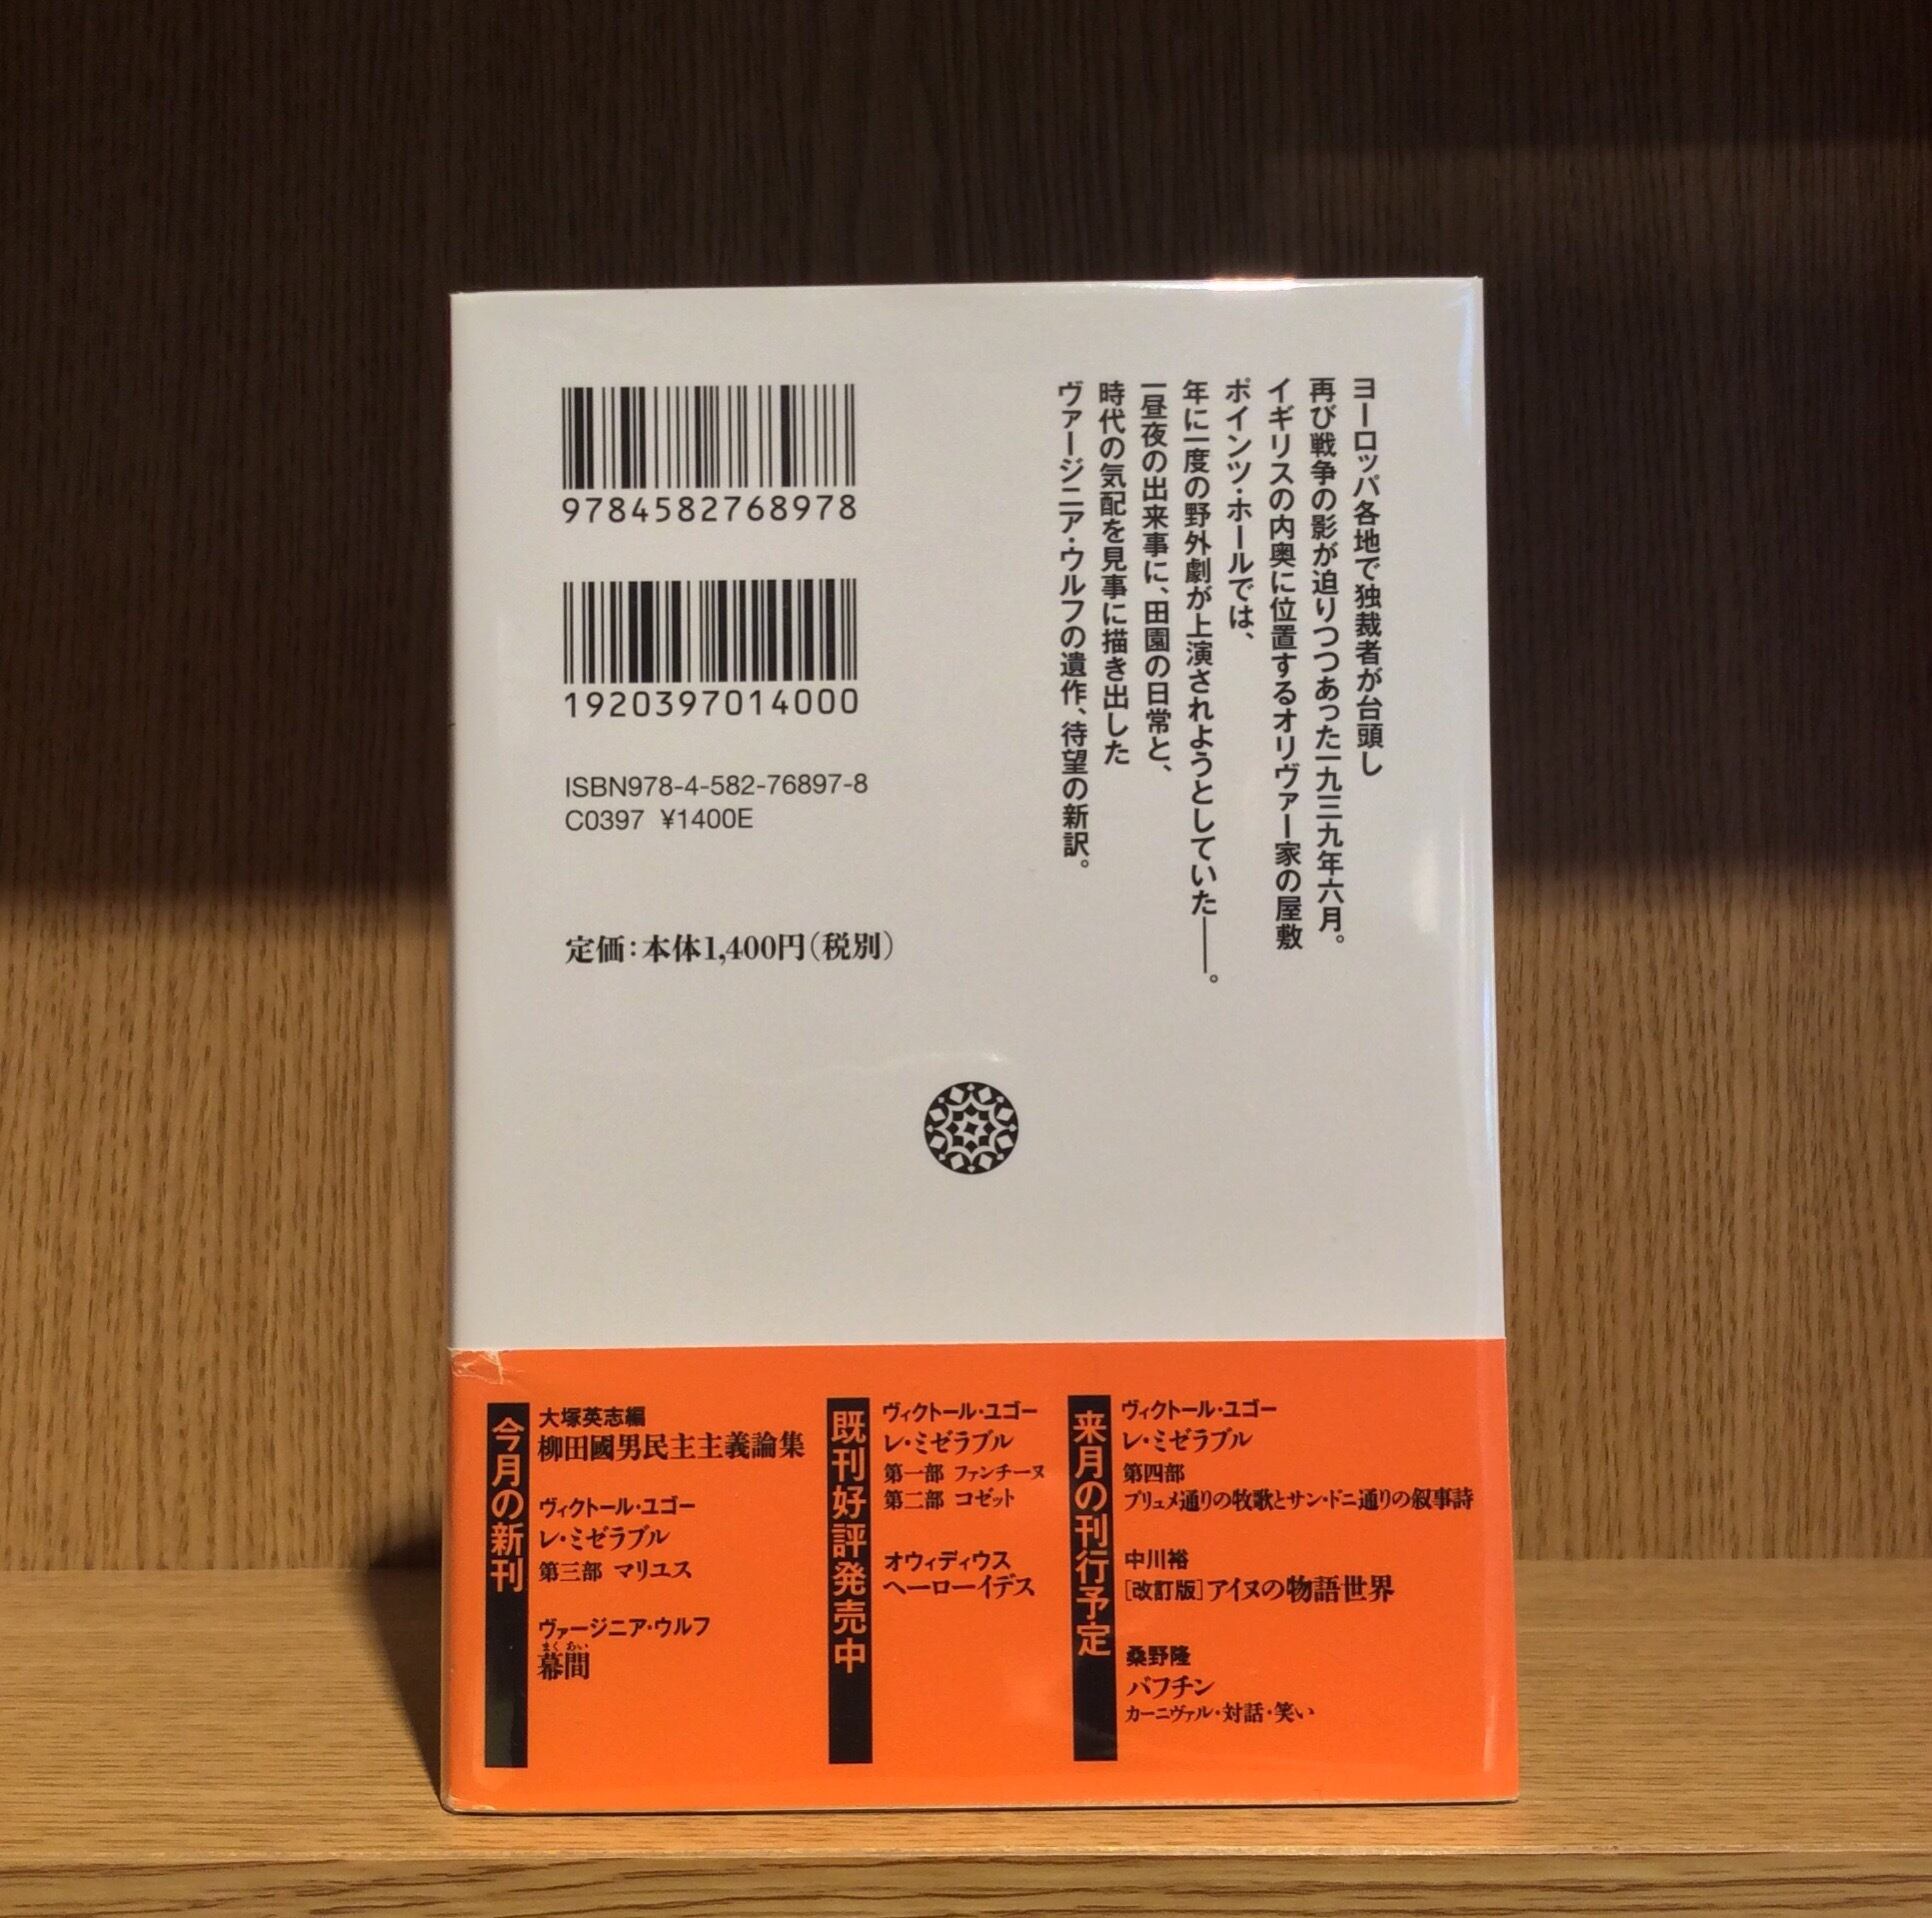 ヨーロッパ各地で独裁者が台頭し
再び戦争の影が迫りつつあった一九三九年六月。
イギリスの内奥に位置するオリヴァー家の屋敷
ポインツ・ホールでは、
年に一度の野外劇が上演されようとしていた――。
一昼夜の出来事に、田園の日常と、
時代の気配を見事に描き出した
ヴァージニア・ウルフの遺作、待望の新訳。
9784582768978
1920397014000
ISBN978-4-582-76897-8
C0397 ¥1400E
定価：本体1,400円（税別）
今月の新刊
大塚英志編
柳田國男民主主義論集
ヴィクトール・ユゴー
レ・ミゼラブル
第三部 マリユス
ヴァージニア・ウルフ
まくあい
幕間
既刊好評発売中
ヴィクトール・ユゴー
レ・ミゼラブル
第一部 ファンチーヌ
第二部 コゼット
オウィディウス
ヘーローイデス
来月の刊行予定
ヴィクトール・ユゴー
レ・ミゼラブル
第四部
プリュメ通りの牧歌とサン・ドニ通りの叙事詩
中川裕
［改訂版］アイヌの物語世界
桑野隆
バフチン
カーニヴァル・対話・笑い